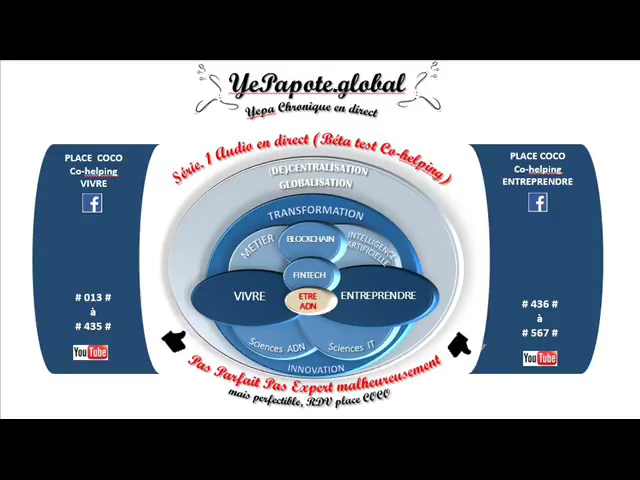 YePapote.global
Yepa Chronique en direct
Série, 1 Audio en direct (Béta test Co-helping)
PLACE COCO
Co-helping
VIVRE
# 013 #
à
# 435 #
YouTube
(DE)CENTRALISATION
GLOBALISATION
TRANSFORMATION
METIER
BLOCKCHAIN
INTELLIGENCE
ARTIFICIELLE
FINTECH
VIVRE
ETRE
ADN
ENTREPRENDRE
Sciences ADN
Sciences IT
INNOVATION
Pas Parfait Pas Expert malheureusement
mais perfectible, RDV place COCO
PLACE COCO
Co-helping
ENTREPRENDRE
# 436 #
à
# 567 #
YouTube